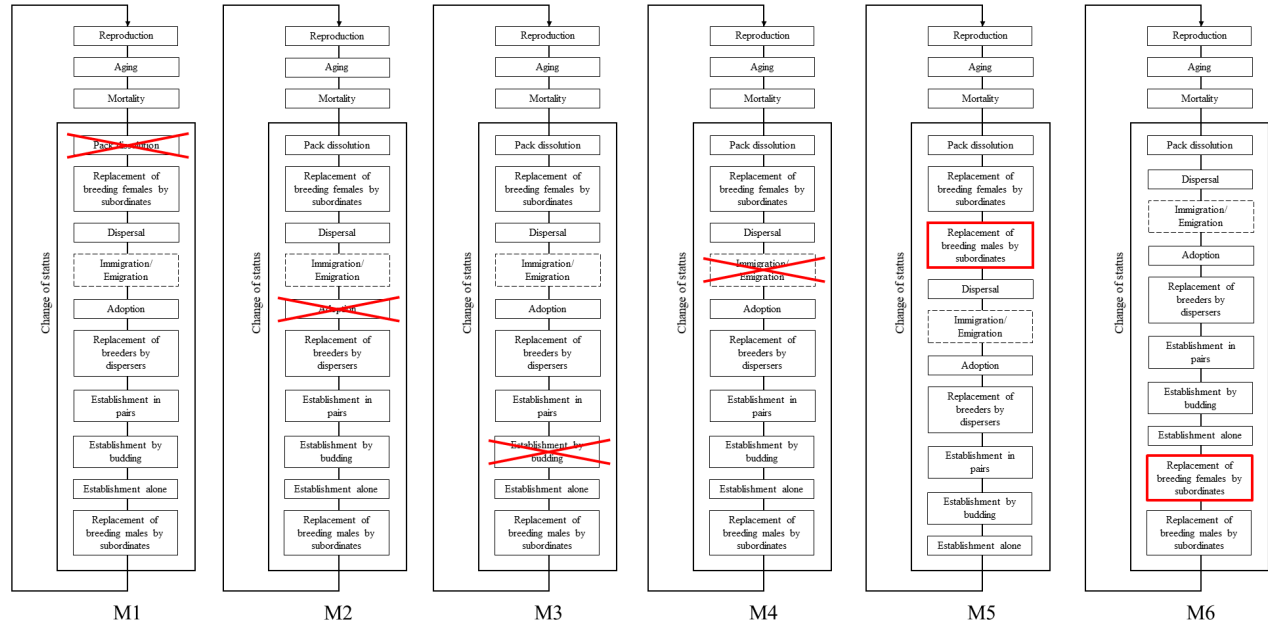 Reproduction
Aging
Mortality
Change of status
Pack dissolution
Replacement of
breeding females by
subordinates
Dispersal
Immigration/
Emigration
Adoption
Replacement of
breeders by
dispersers
Establishment in
pairs
Establishment by
budding
Establishment alone
Replacement of
breeding males by
subordinates
M1
Reproduction
Aging
Mortality
Change of status
Pack dissolution
Replacement of
breeding females by
subordinates
Dispersal
Immigration/
Emigration
Adoption
Replacement of
breeders by
dispersers
Establishment in
pairs
Establishment by
budding
Establishment alone
Replacement of
breeding males by
subordinates
M2
Reproduction
Aging
Mortality
Change of status
Pack dissolution
Replacement of
breeding females by
subordinates
Dispersal
Immigration/
Emigration
Adoption
Replacement of
breeders by
dispersers
Establishment in
pairs
Establishment by
budding
Establishment alone
Replacement of
breeding males by
subordinates
M3
Reproduction
Aging
Mortality
Change of status
Pack dissolution
Replacement of
breeding females by
subordinates
Dispersal
Immigration/
Emigration
Adoption
Replacement of
breeders by
dispersers
Establishment in
pairs
Establishment by
budding
Establishment alone
Replacement of
breeding males by
subordinates
M4
Reproduction
Aging
Mortality
Change of status
Pack dissolution
Replacement of
breeding females by
subordinates
Replacement of
breeding males by
subordinates
Dispersal
Immigration/
Emigration
Adoption
Replacement of
breeders by
dispersers
Establishment in
pairs
Establishment by
budding
Establishment alone
M5
Reproduction
Aging
Mortality
Change of status
Pack dissolution
Dispersal
Immigration/
Emigration
Adoption
Replacement of
breeders by
dispersers
Establishment in
pairs
Establishment by
budding
Establishment alone
Replacement of
breeding females by
subordinates
Replacement of
breeding males by
subordinates
M6